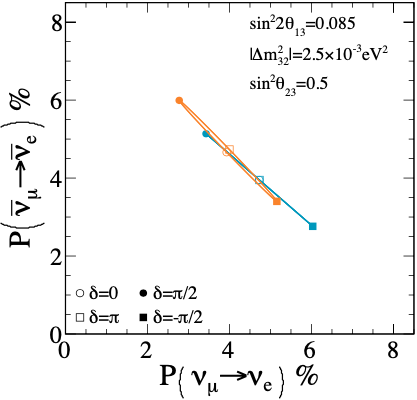 sin²2θ₁₃=0.085
|Δm²₃₂|=2.5×10⁻³eV²
sin²θ₂₃=0.5
8
6
4
2
0
P(ν̅μ→ν̅e) %
○ δ=0 ● δ=π/2
□ δ=π ■ δ=-π/2
0 2 4 6 8
P(νμ→νe) %